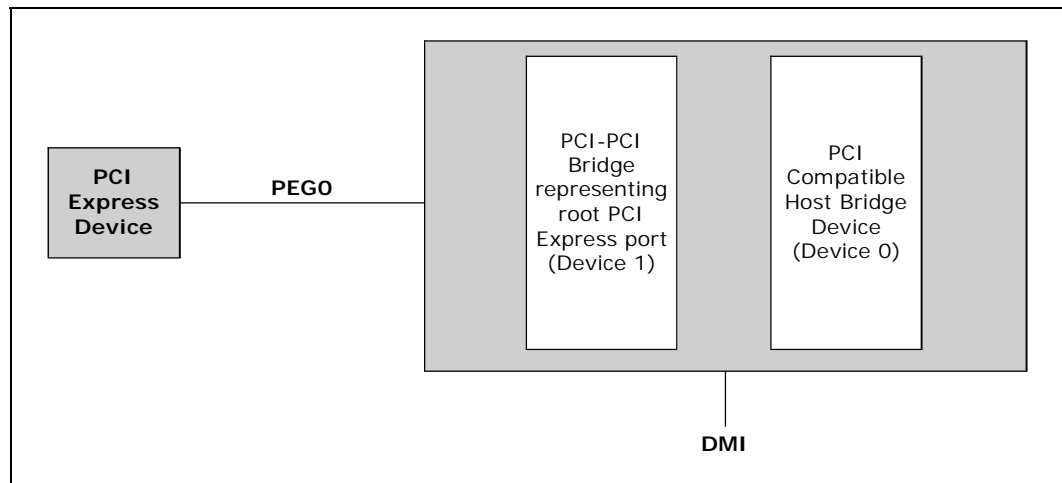 PCI
Express
Device
PEG0
PCI-PCI
Bridge
representing
root PCI
Express port
(Device 1)
PCI
Compatible
Host Bridge
Device
(Device 0)
DMI